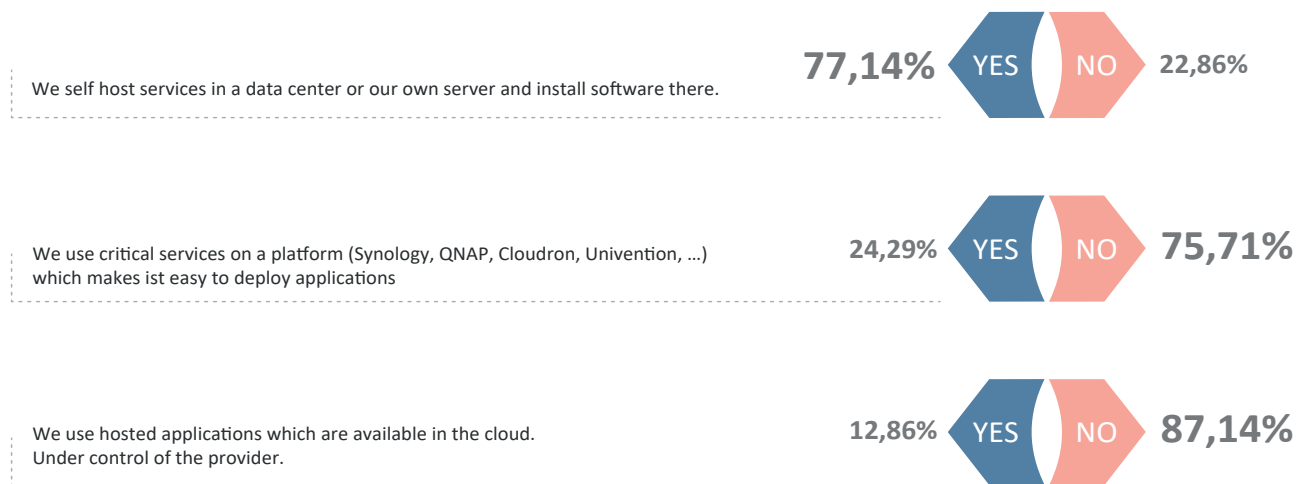 77,14% YES NO 22,86%
We self host services in a data center or our own server and install software there.
24,29% YES NO 75,71%
We use critical services on a platform (Synology, QNAP, Cloudron, Univention, ...)
which makes ist easy to deploy applications
12,86% YES NO 87,14%
We use hosted applications which are available in the cloud.
Under control of the provider.